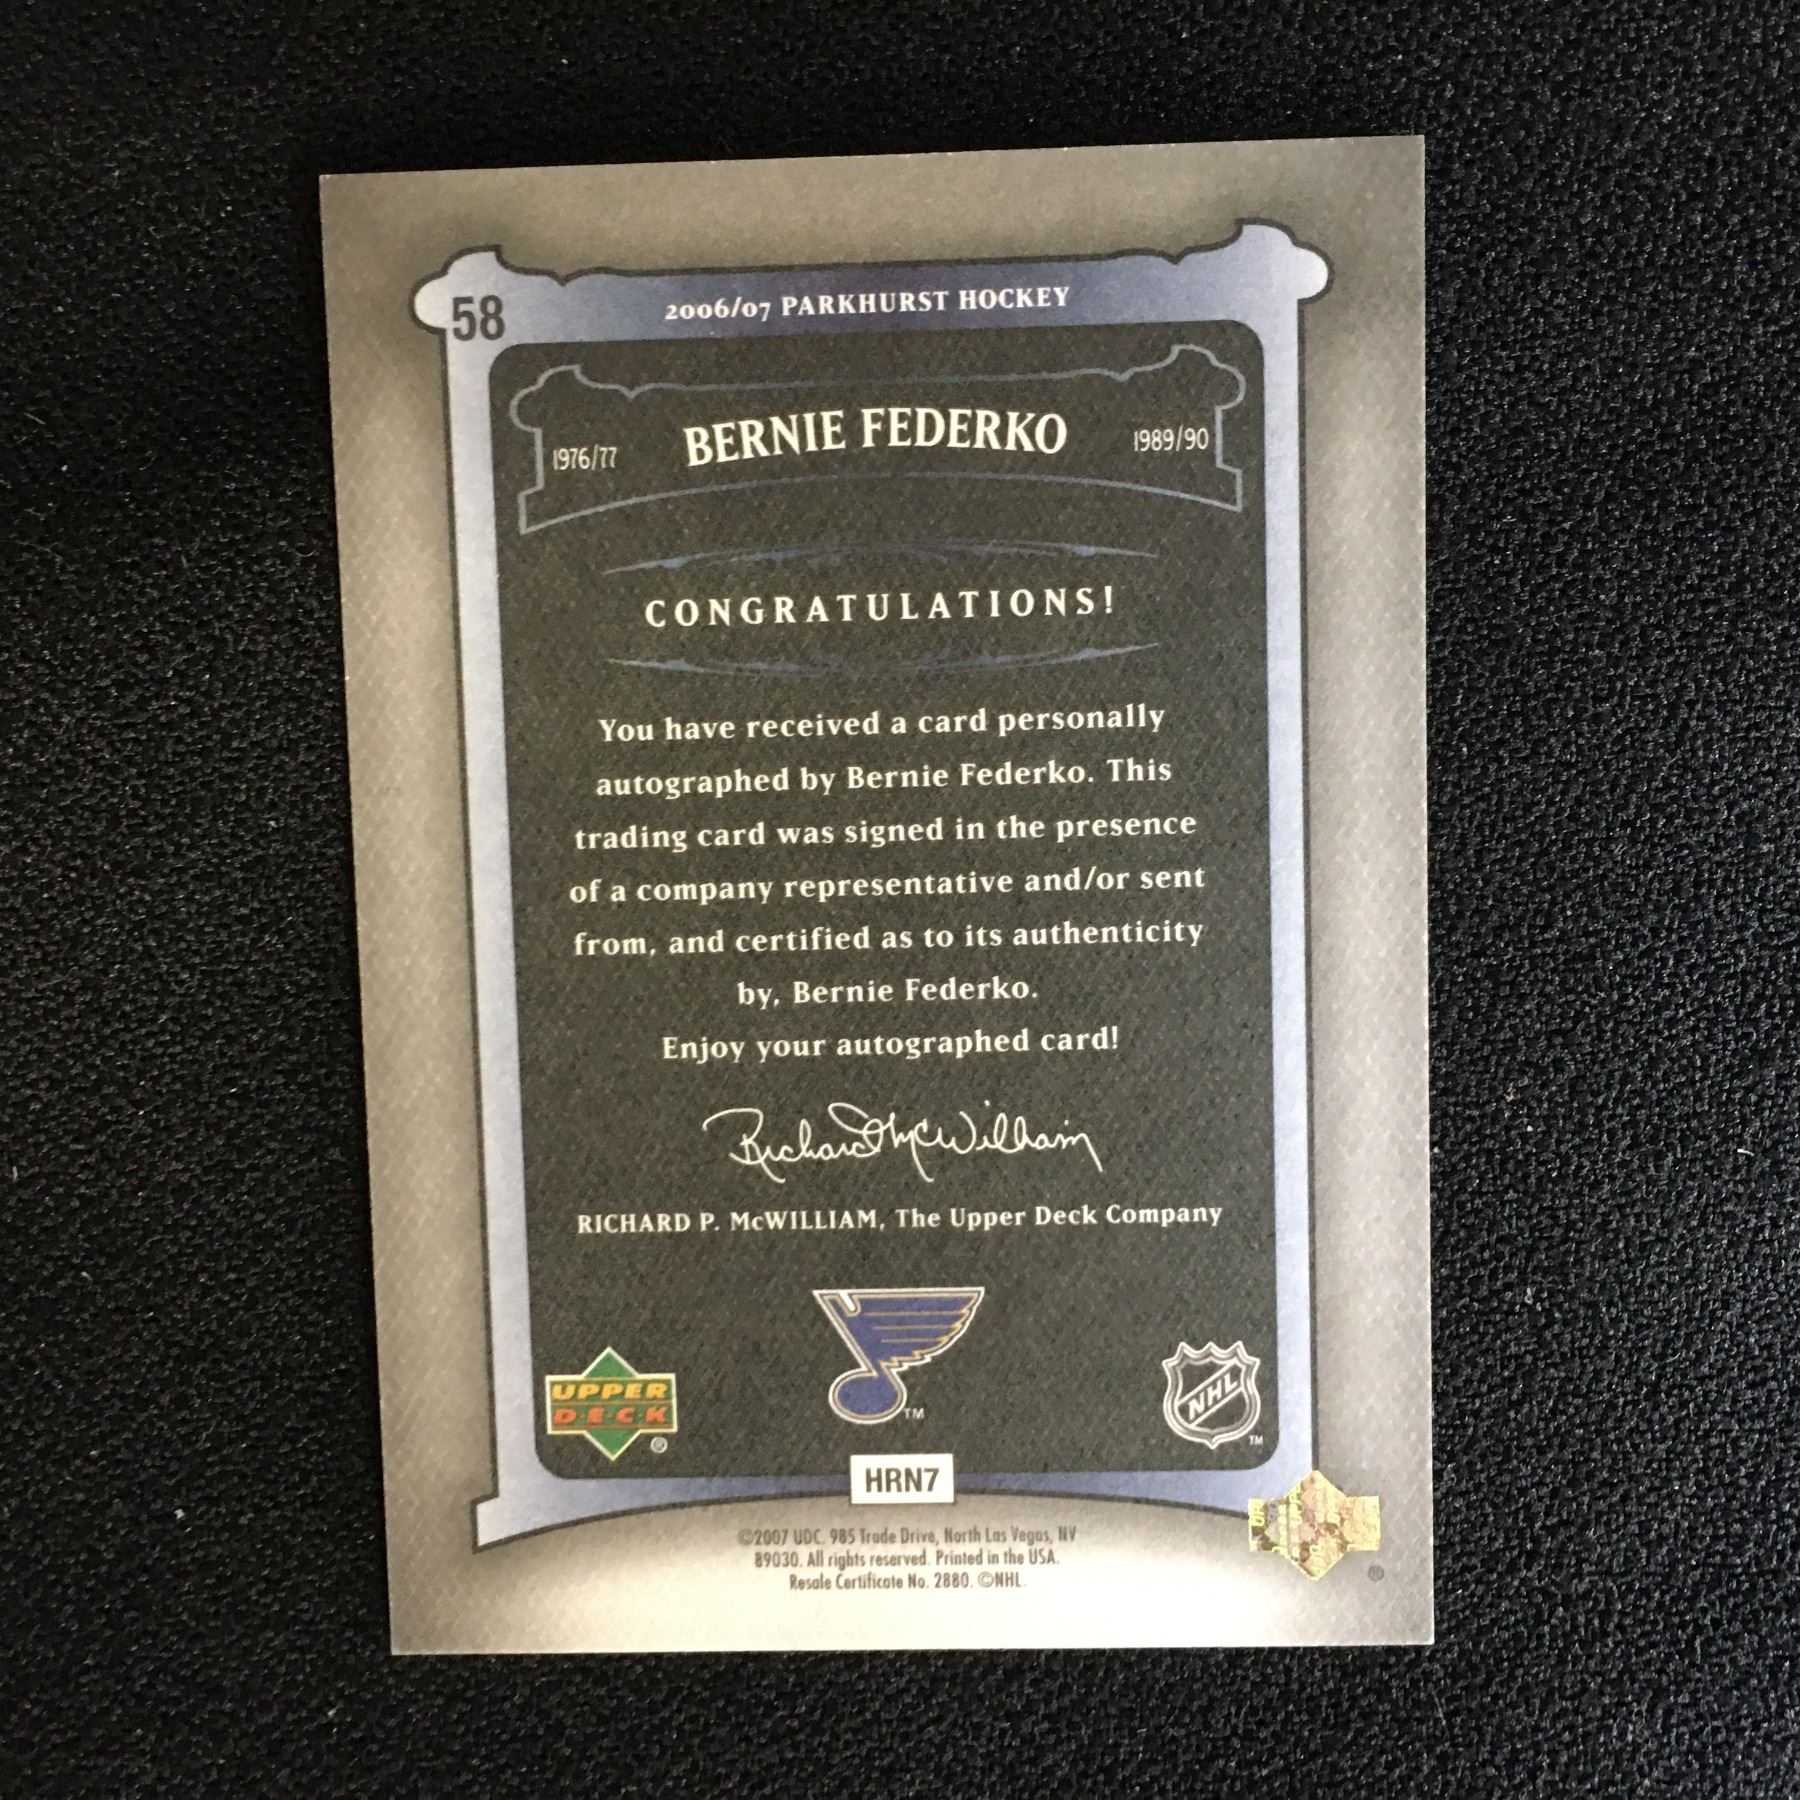 58
2006/07 PARKHURST HOCKEY
1976/77 BERNIE FEDERKO 1989/90
CONGRATULATIONS!
You have received a card personally
autographed by Bernie Federko. This
trading card was signed in the presence
of a company representative and/or sent
from, and certified as to its authenticity
by, Bernie Federko.
Enjoy your autographed card!
Richard McWilliam
RICHARD P. McWILLIAM, The Upper Deck Company
UPPER
D·E·C·K
®
TM
NHL
TM
HRN7
©2007 UDC. 985 Trade Drive, North Las Vegas, NV
89030. All rights reserved. Printed in the USA.
Resale Certificate No. 2880. ©NHL.
®